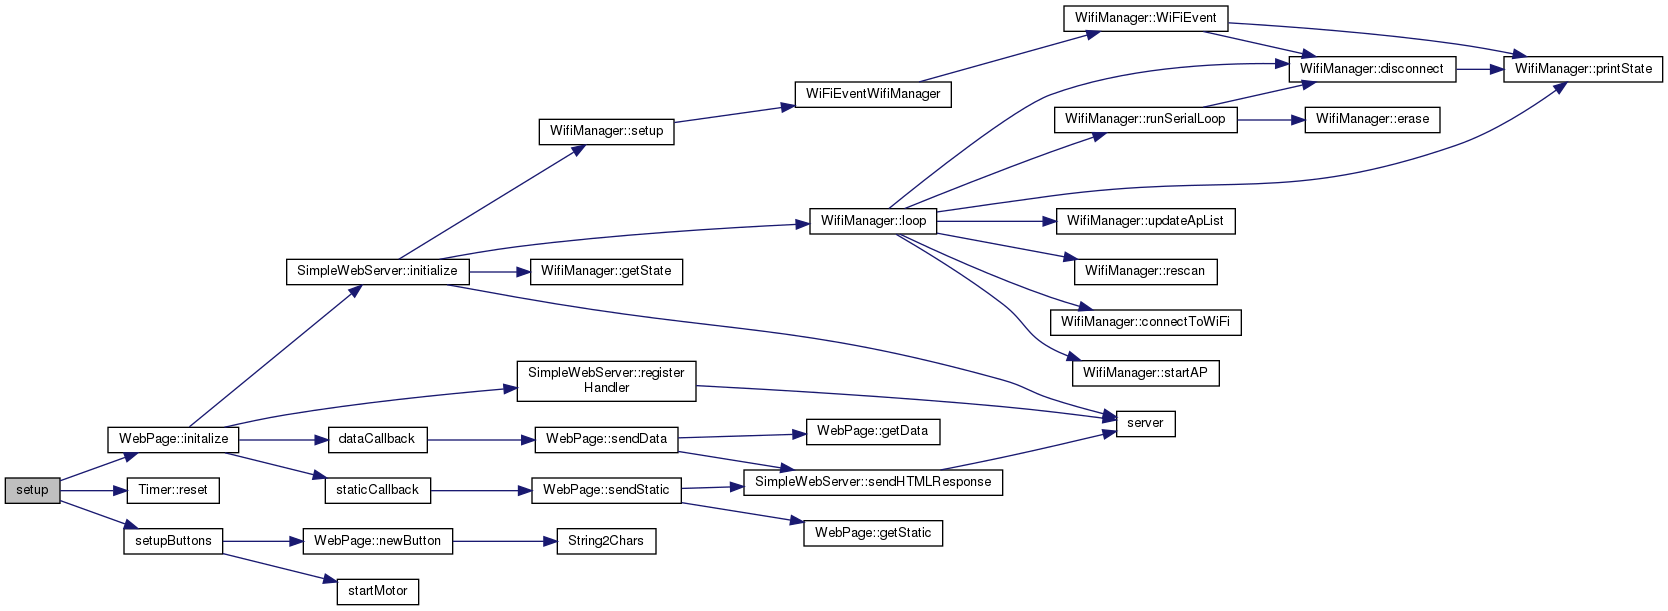 WifiManager::WiFiEvent
WifiManager::disconnect
WifiManager::printState
WiFiEventWifiManager
WifiManager::runSerialLoop
WifiManager::erase
WifiManager::setup
WifiManager::loop
WifiManager::updateApList
SimpleWebServer::initialize
WifiManager::getState
WifiManager::rescan
WifiManager::connectToWiFi
WifiManager::startAP
SimpleWebServer::register
Handler
server
WebPage::initalize
dataCallback
WebPage::sendData
WebPage::getData
setup
Timer::reset
staticCallback
WebPage::sendStatic
SimpleWebServer::sendHTMLResponse
WebPage::getStatic
setupButtons
WebPage::newButton
String2Chars
startMotor